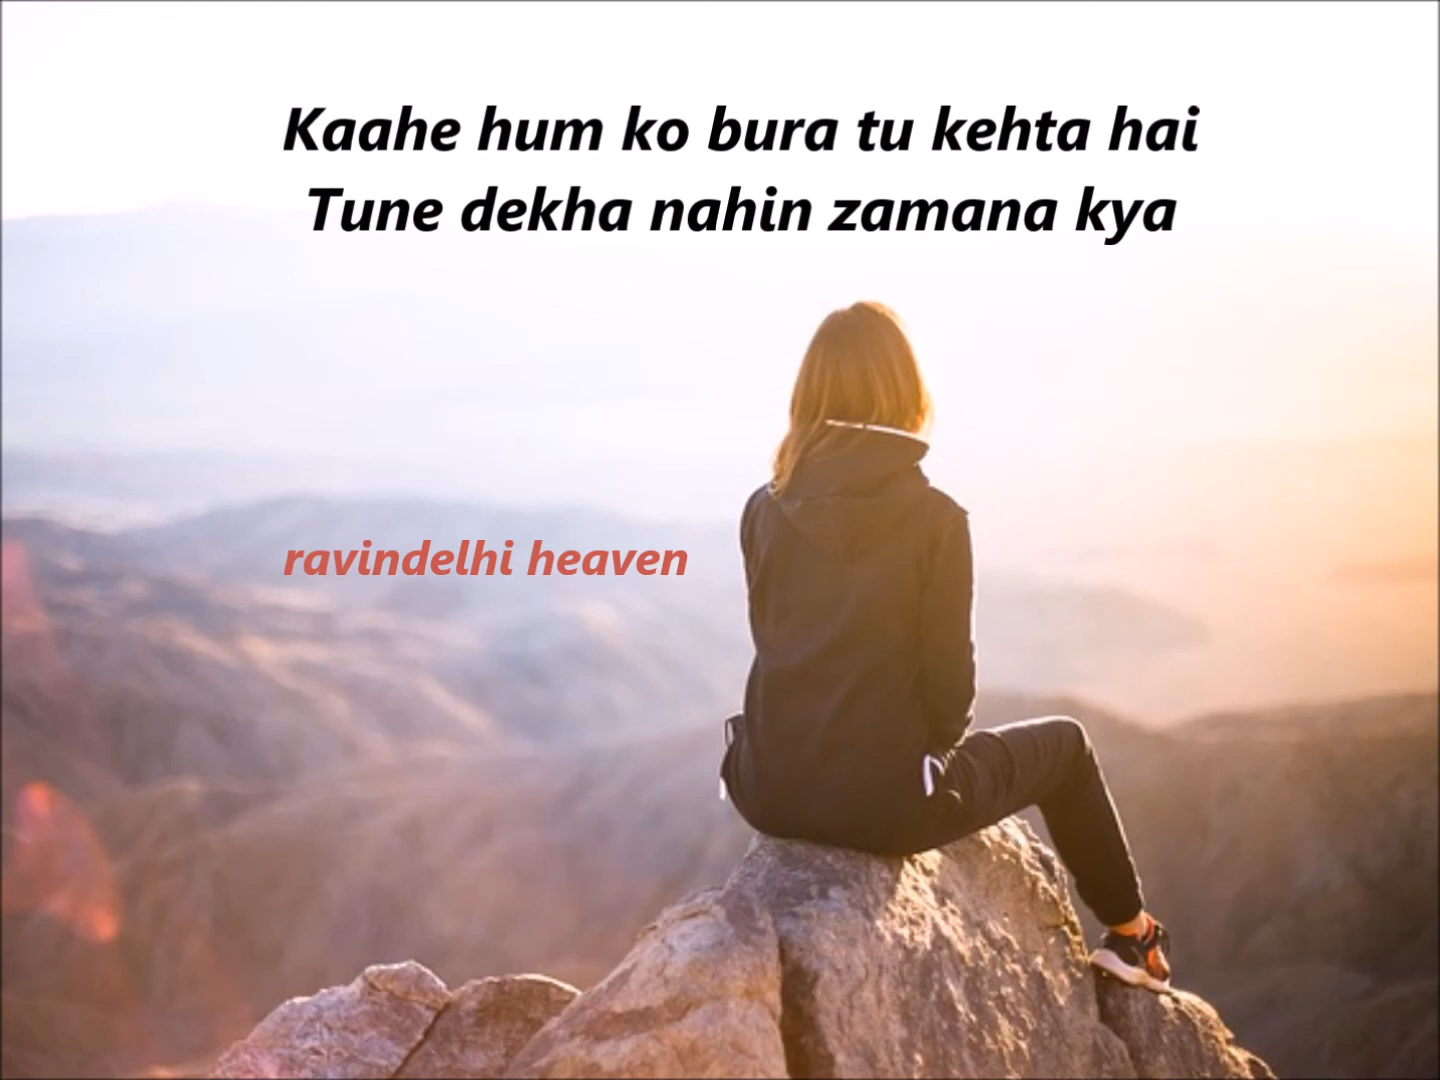 Kaahe hum ko bura tu kehta hai
Tune dekha nahin zamana kya
ravindelhi heaven